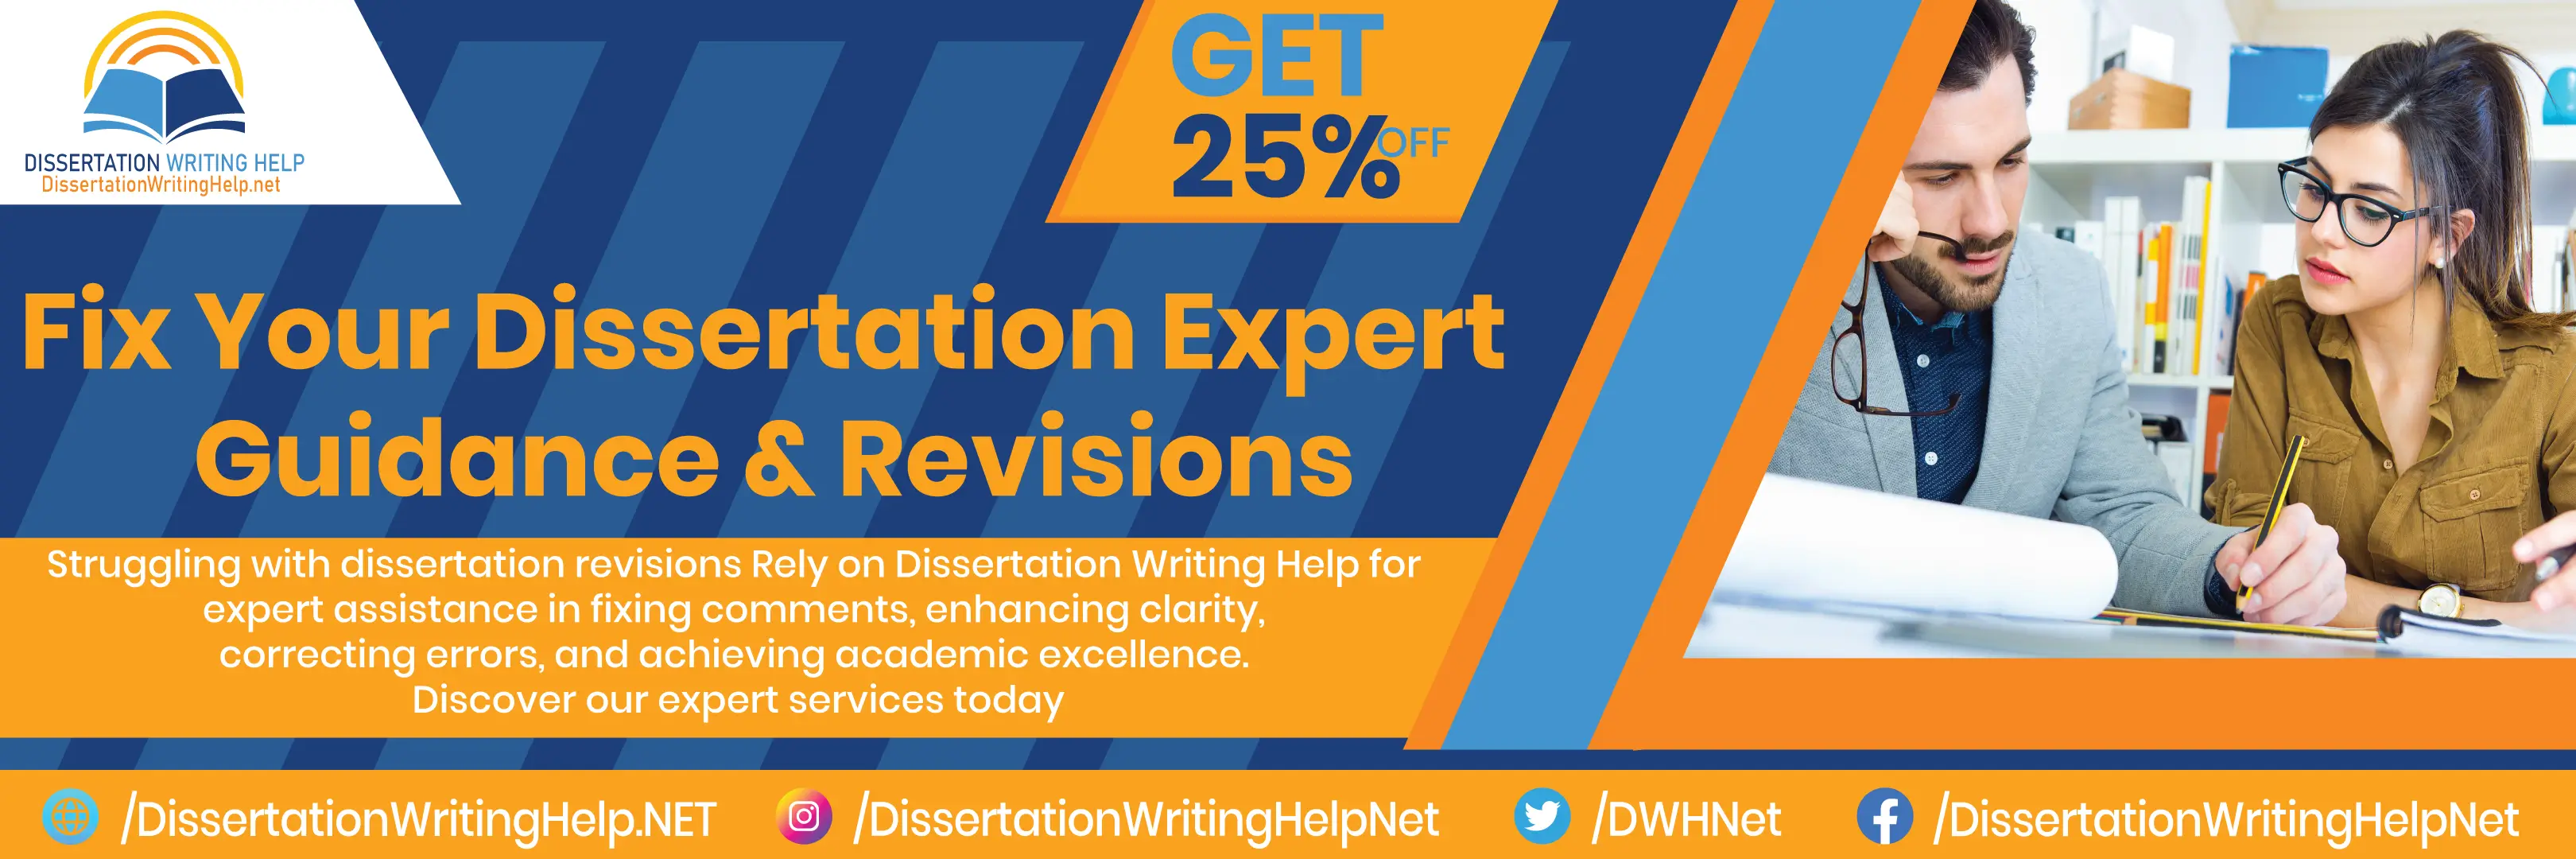 DISSERTATION WRITING HELP
DissertationWritingHelp.net
GET
25% OFF
Fix Your Dissertation Expert
Guidance & Revisions
Struggling with dissertation revisions Rely on Dissertation Writing Help for
expert assistance in fixing comments, enhancing clarity,
correcting errors, and achieving academic excellence.
Discover our expert services today
/DissertationWritingHelp.NET
/DissertationWritingHelpNet
/DWHNet
/DissertationWritingHelpNet